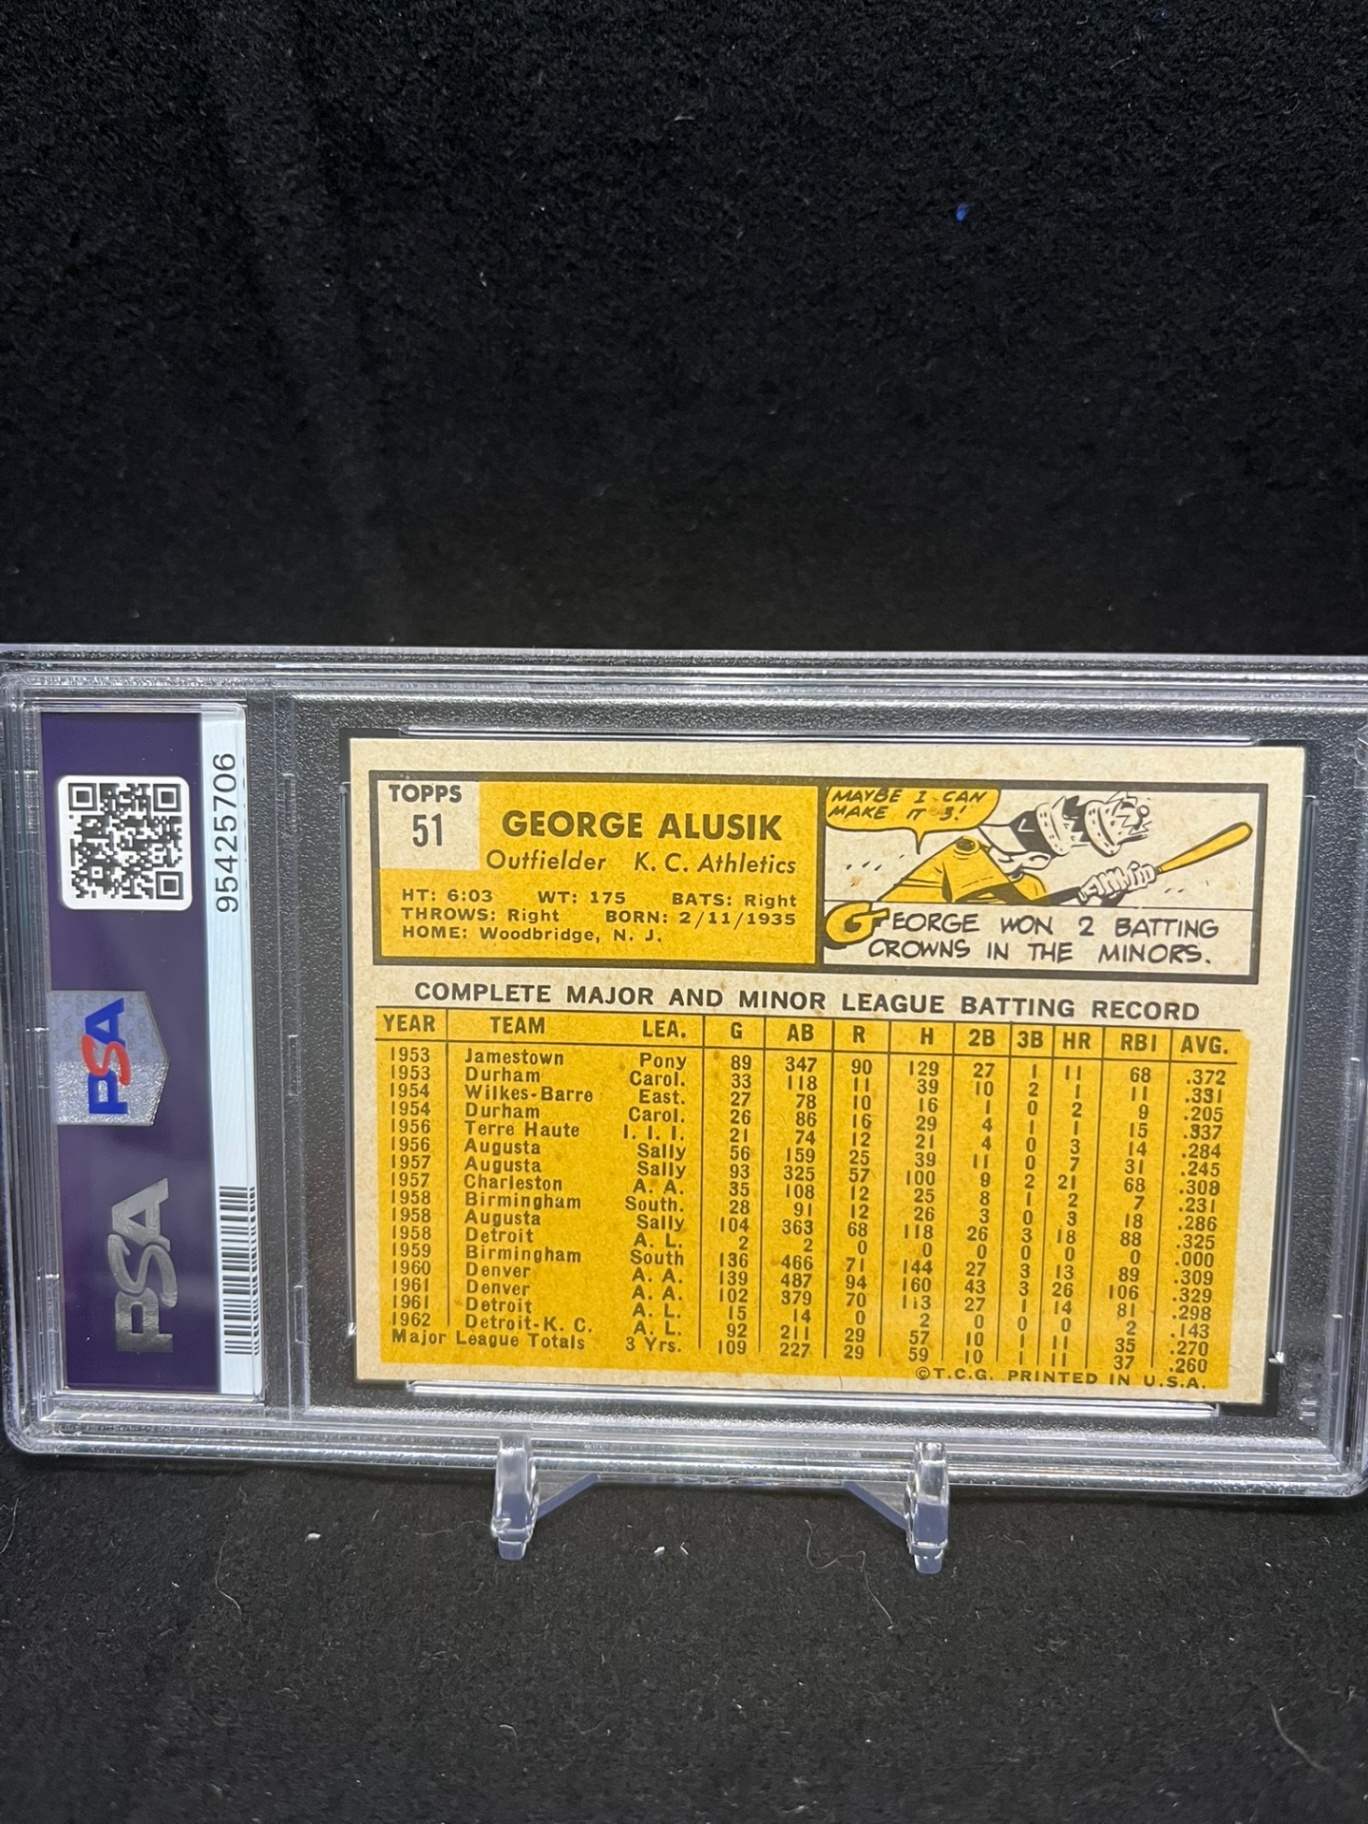 95425706
PSA
PSA
TOPPS
51
GEORGE ALUSIK
Outfielder K. C. Athletics
HT: 6:03 WT: 175 BATS: Right
THROWS: Right BORN: 2/11/1935
HOME: Woodbridge, N. J.
MAYBE I CAN
MAKE IT 3!
GEORGE WON 2 BATTING
CROWNS IN THE MINORS.
COMPLETE MAJOR AND MINOR LEAGUE BATTING RECORD
YEAR TEAM LEA. G AB R H 2B 3B HR RBI AVG.
1953 Jamestown Pony 89 347 90 129 27 1 11 68 .372
1953 Durham Carol. 33 118 11 39 10 2 1 11 .331
1954 Wilkes-Barre East. 27 78 10 16 1 0 2 9 .205
1954 Durham Carol. 26 86 16 29 4 1 1 15 .337
1956 Terre Haute I. I. I. 21 74 12 21 4 0 3 14 .284
1956 Augusta Sally 56 159 25 39 11 0 7 31 .245
1957 Augusta Sally 93 325 57 100 9 2 21 68 .308
1957 Charleston A. A. 35 108 12 25 8 1 2 7 .231
1958 Birmingham South. 28 91 12 26 3 0 3 18 .286
1958 Augusta Sally 104 363 68 118 26 3 18 88 .325
1958 Detroit A. L. 2 2 0 0 0 0 0 0 .000
1959 Birmingham South 136 466 71 144 27 3 13 89 .309
1960 Denver A. A. 139 487 94 160 43 3 26 106 .329
1961 Denver A. A. 102 379 70 113 27 1 14 81 .298
1961 Detroit A. L. 15 14 0 2 0 0 0 2 .143
1962 Detroit-K. C. A. L. 92 211 29 57 10 1 11 35 .270
Major League Totals 3 Yrs. 109 227 29 59 10 1 11 37 .260
©T.C.G. PRINTED IN U.S.A.